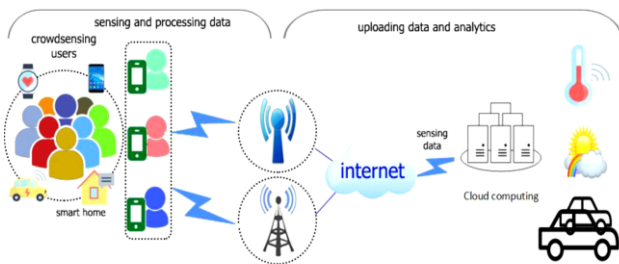 sensing and processing data
uploading data and analytics
crowdsensing
users
smart home
internet
sensing
data
Cloud computing